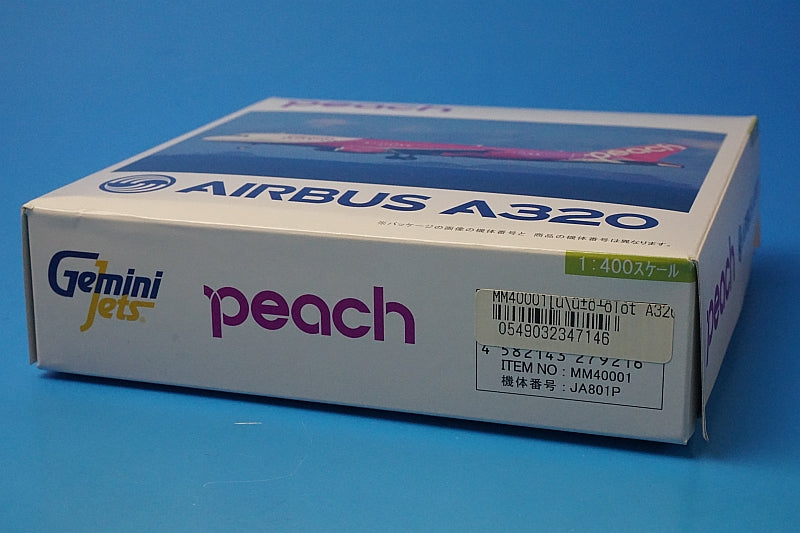 peach
peach
AIRBUS A320
※パッケージの画像の機体番号と 商品の機体番号は異なります。
1:400スケール
Gemini
Jets
peach
peach
0549032347146
4 582143 279216
ITEM NO : MM40001
機体番号 : JA801P